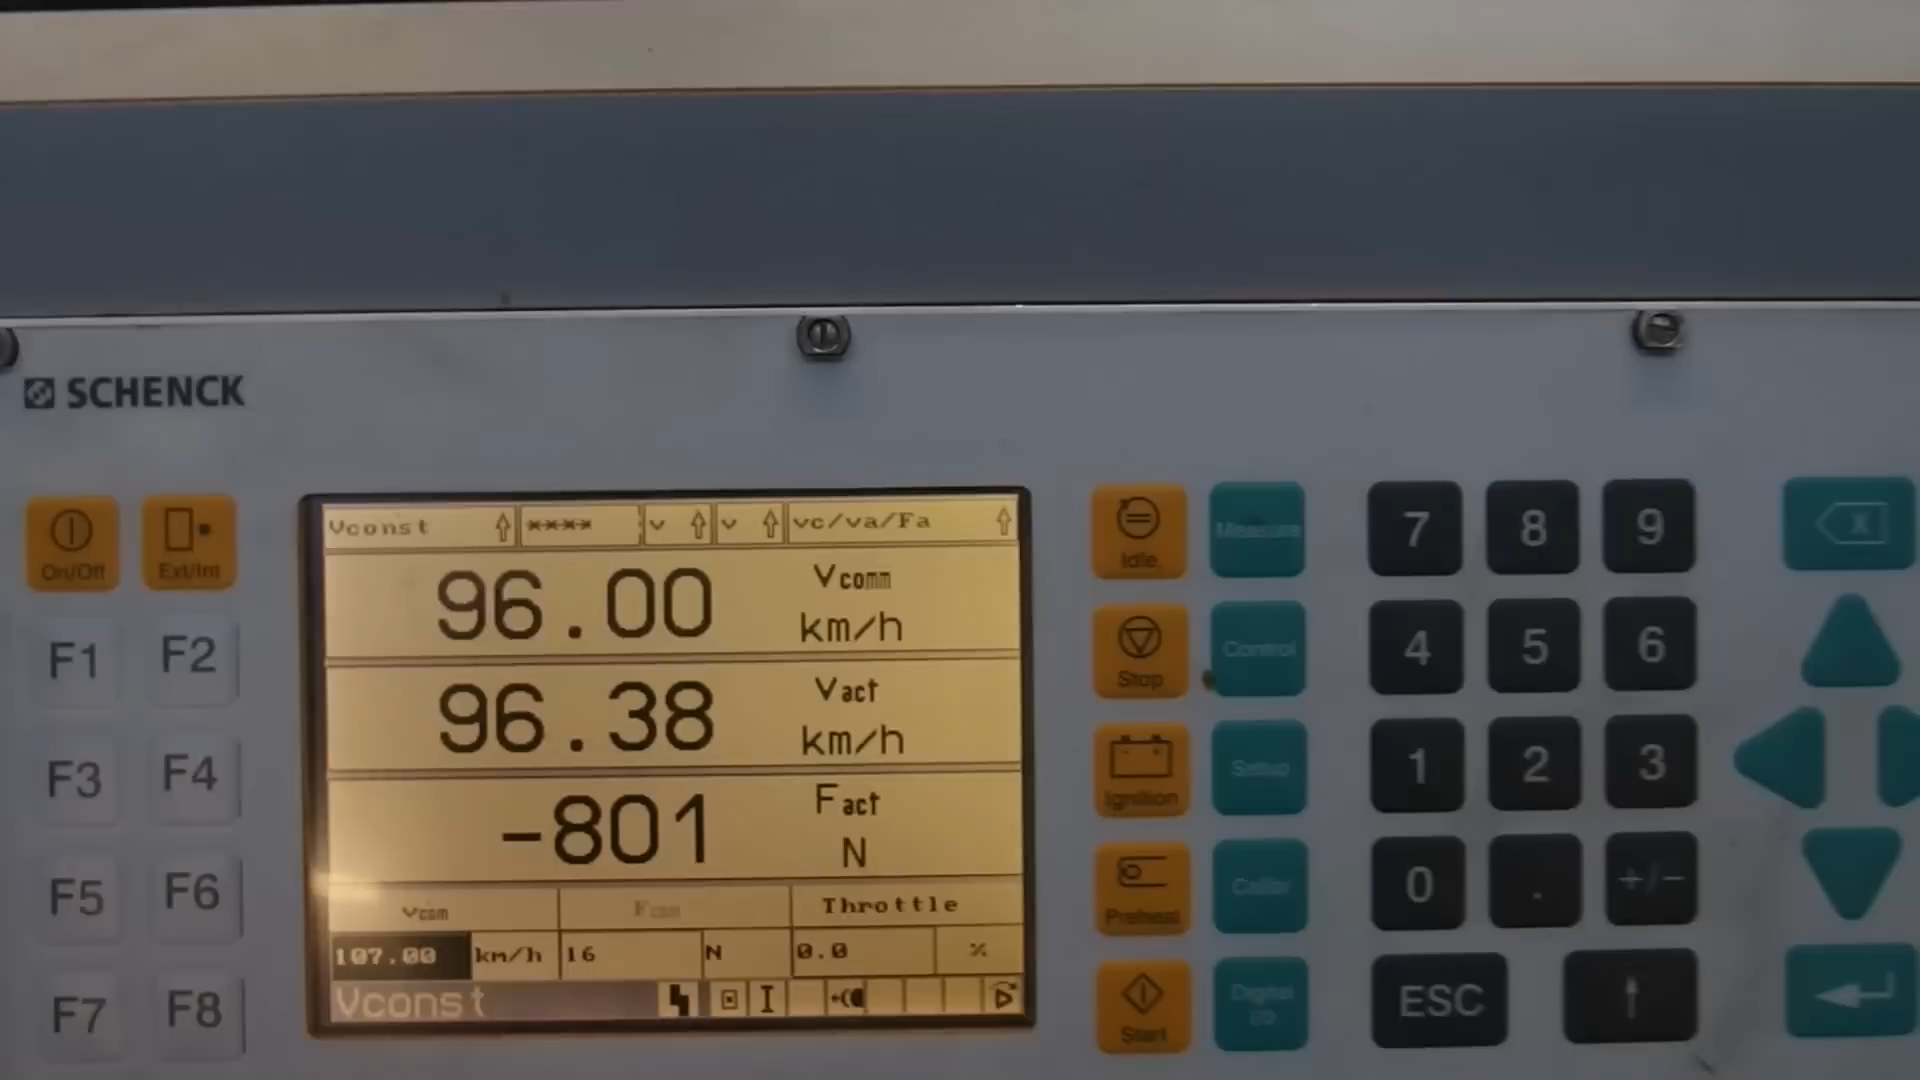 SCHENCK
On/Off Ext/Int
F1 F2
F3 F4
F5 F6
F7 F8
Vconst **** v v vc/va/Fa
96.00 Vcomm
km/h
96.38 Vact
km/h
-801 Fact
N
Vcom Fcom Throttle
107.00 km/h 16 N 0.0 %
Vconst
Idle Measure
Stop Control
Ignition Setup
Preheat Calibr
Start Digital
I/O
7 8 9
4 5 6
1 2 3
0 . +/-
ESC